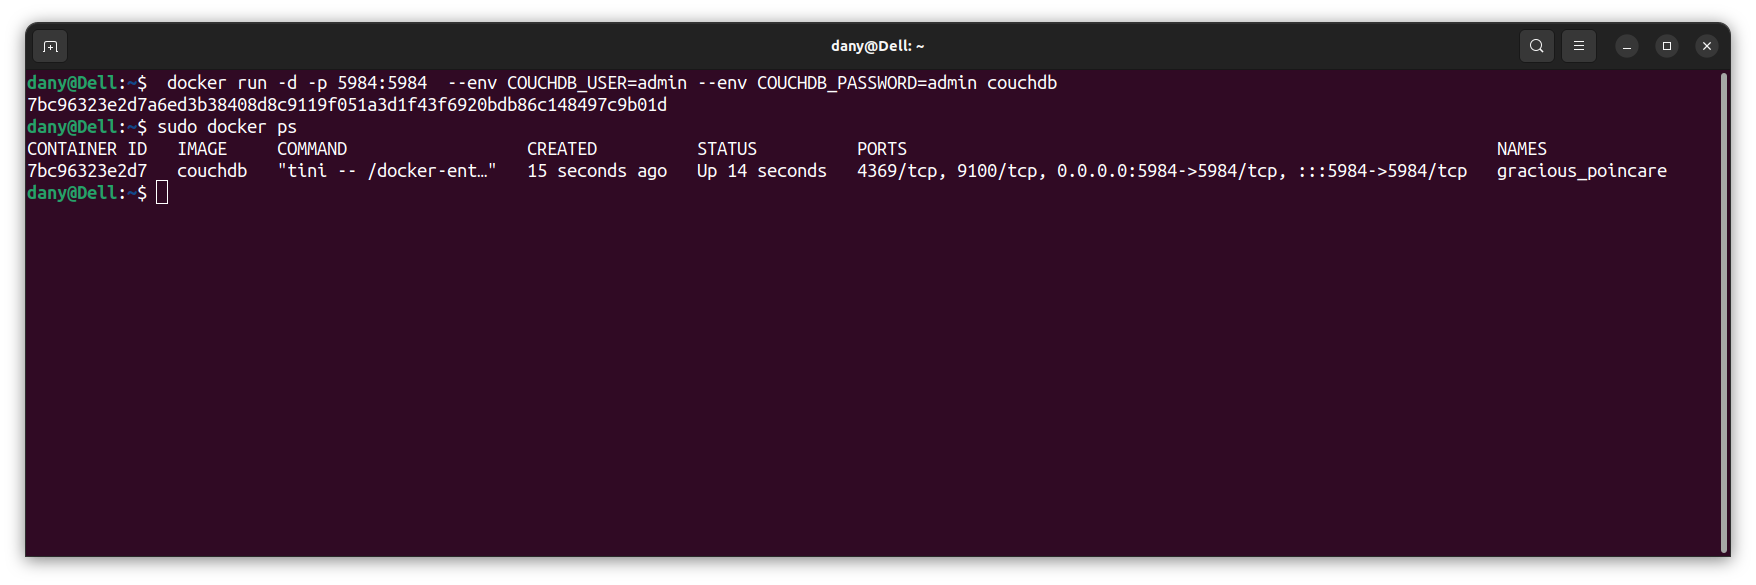 dany@Dell: ~
dany@Dell:~$  docker run -d -p 5984:5984  --env COUCHDB_USER=admin --env COUCHDB_PASSWORD=admin couchdb
7bc96323e2d7a6ed3b38408d8c9119f051a3d1f43f6920bdb86c148497c9b01d
dany@Dell:~$ sudo docker ps
CONTAINER ID   IMAGE     COMMAND                  CREATED          STATUS          PORTS                                                           NAMES
7bc96323e2d7   couchdb   "tini -- /docker-ent…"   15 seconds ago   Up 14 seconds   4369/tcp, 9100/tcp, 0.0.0.0:5984->5984/tcp, :::5984->5984/tcp   gracious_poincare
dany@Dell:~$